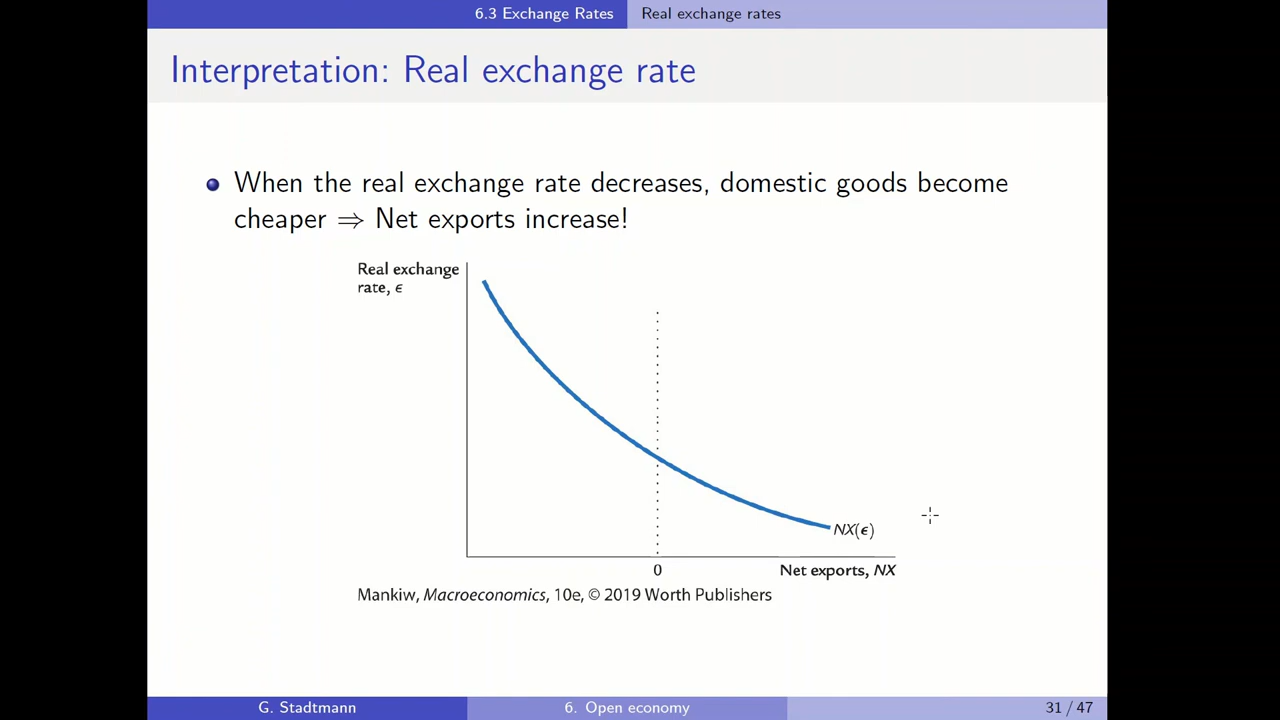 6.3 Exchange Rates Real exchange rates
Interpretation: Real exchange rate
When the real exchange rate decreases, domestic goods become
cheaper ⇒ Net exports increase!
Real exchange
rate, ϵ
NX(ϵ)
0
Net exports, NX
Mankiw, Macroeconomics, 10e, © 2019 Worth Publishers
G. Stadtmann 6. Open economy 31 / 47